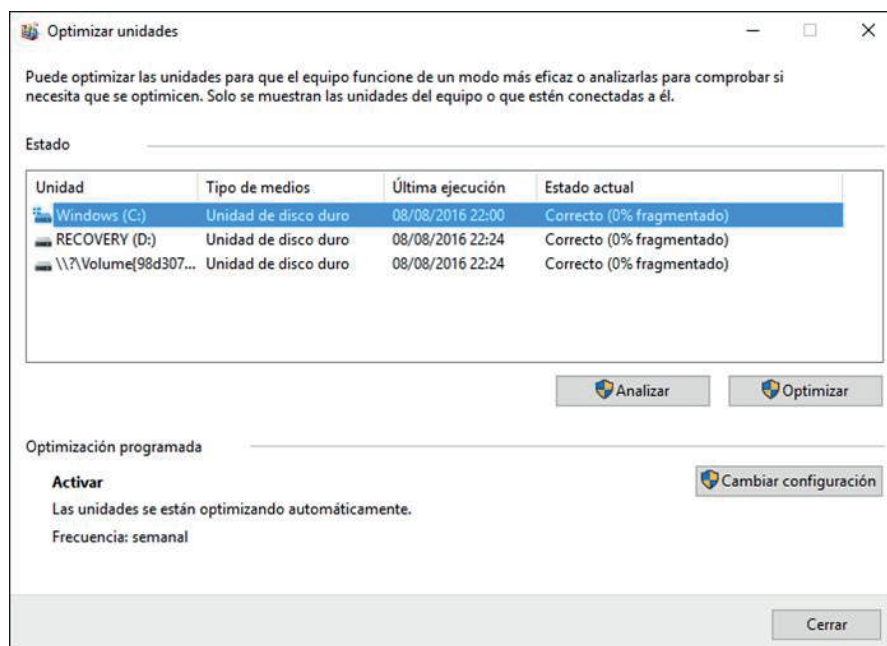 Optimizar unidades
Puede optimizar las unidades para que el equipo funcione de un modo más eficaz o analizarlas para comprobar si
necesita que se optimicen. Solo se muestran las unidades del equipo o que estén conectadas a él.
Estado
Unidad Tipo de medios Última ejecución Estado actual
Windows (C:) Unidad de disco duro 08/08/2016 22:00 Correcto (0% fragmentado)
RECOVERY (D:) Unidad de disco duro 08/08/2016 22:24 Correcto (0% fragmentado)
\\?\Volume{98d307... Unidad de disco duro 08/08/2016 22:24 Correcto (0% fragmentado)
Analizar Optimizar
Optimización programada
Activar Cambiar configuración
Las unidades se están optimizando automáticamente.
Frecuencia: semanal
Cerrar